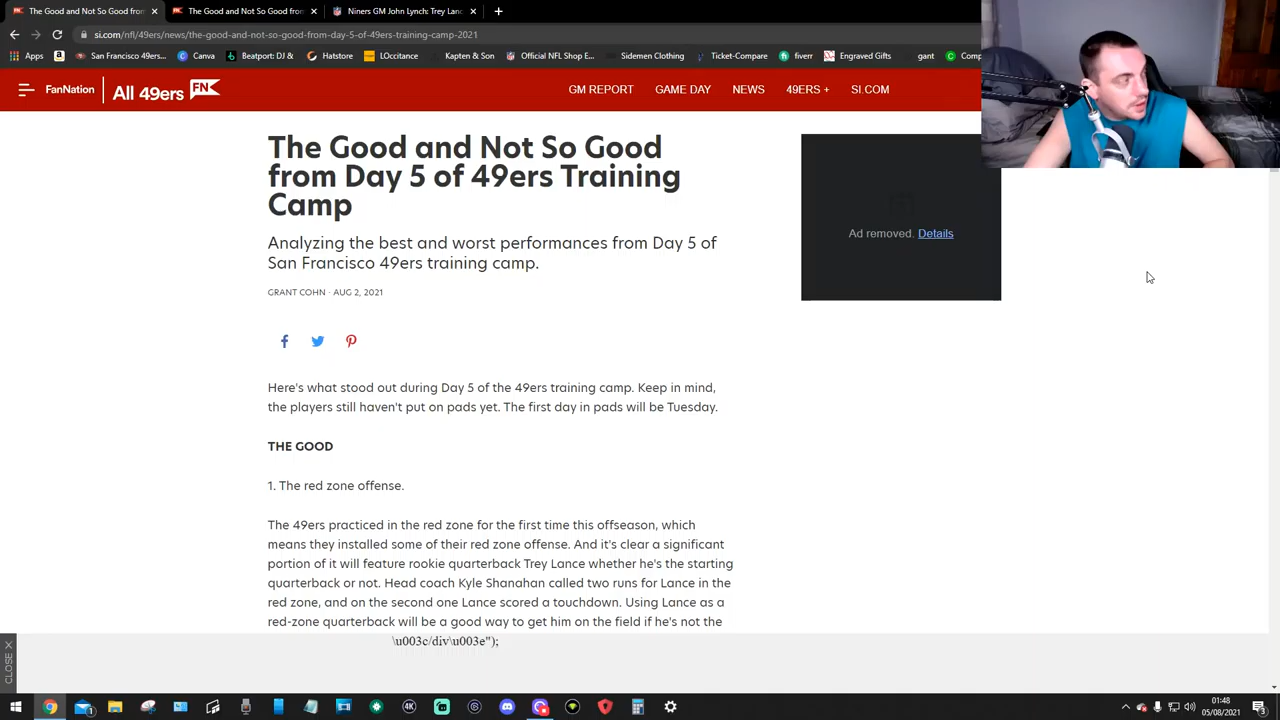 The Good and Not So Good from
The Good and Not So Good from
Niners GM John Lynch: Trey Lanc
si.com/nfl/49ers/news/the-good-and-not-so-good-from-day-5-of-49ers-training-camp-2021
Apps San Francisco 49er... Canva Beatport: DJ & Hatstore LOccitance Kapten & Son Official NFL Shop E... Sidemen Clothing Ticket-Compare fiverr Engraved Gifts gant Comp
FanNation All 49ers FN GM REPORT GAME DAY NEWS 49ERS + SI.COM
The Good and Not So Good
from Day 5 of 49ers Training
Camp
Analyzing the best and worst performances from Day 5 of
San Francisco 49ers training camp.
GRANT COHN · AUG 2, 2021
Ad removed. Details
Here's what stood out during Day 5 of the 49ers training camp. Keep in mind,
the players still haven't put on pads yet. The first day in pads will be Tuesday.
THE GOOD
1. The red zone offense.
The 49ers practiced in the red zone for the first time this offseason, which
means they installed some of their red zone offense. And it's clear a significant
portion of it will feature rookie quarterback Trey Lance whether he's the starting
quarterback or not. Head coach Kyle Shanahan called two runs for Lance in the
red zone, and on the second one Lance scored a touchdown. Using Lance as a
red-zone quarterback will be a good way to get him on the field if he's not the
\u003c/div\u003e");
CLOSE X
4K
01:48
05/08/2021
3